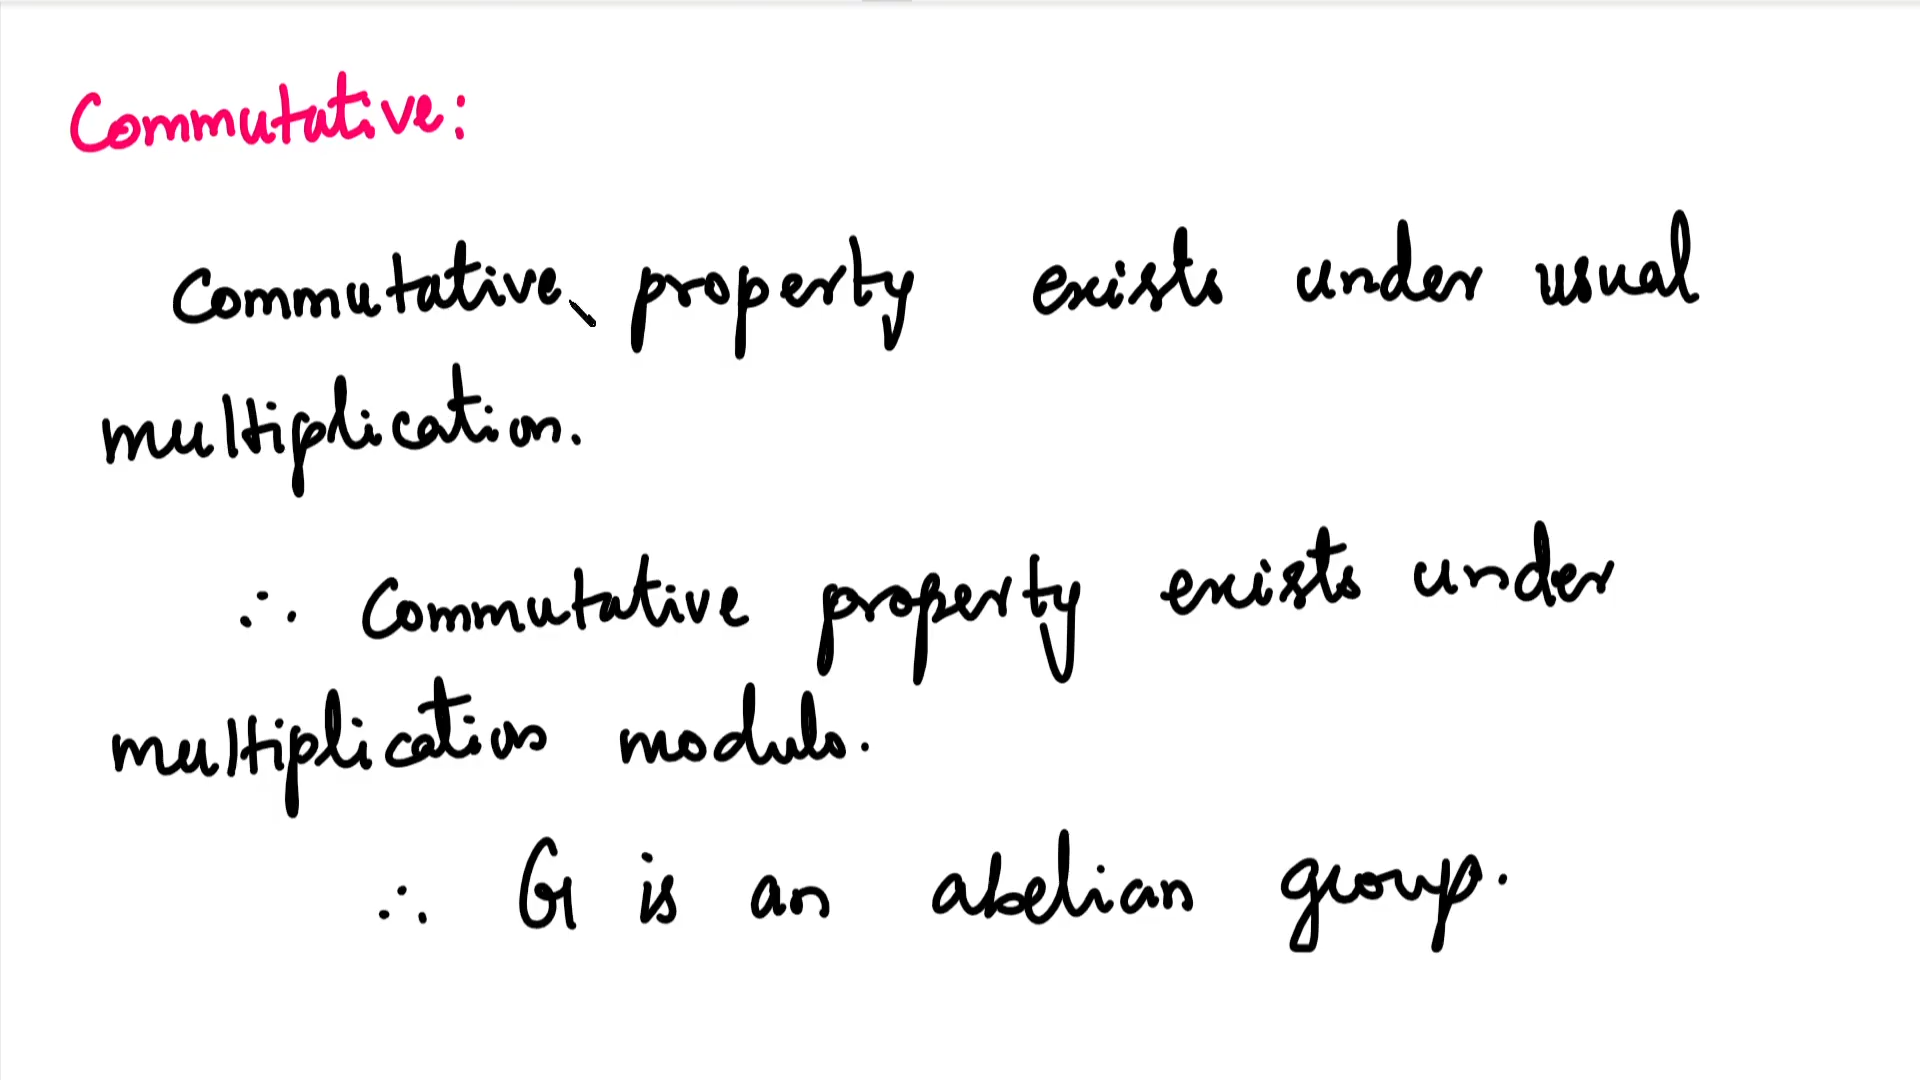 Commutative:
Commutative property exists under usual
multiplication.
∴ Commutative property exists under
multiplication modulo.
∴ G is an abelian group.